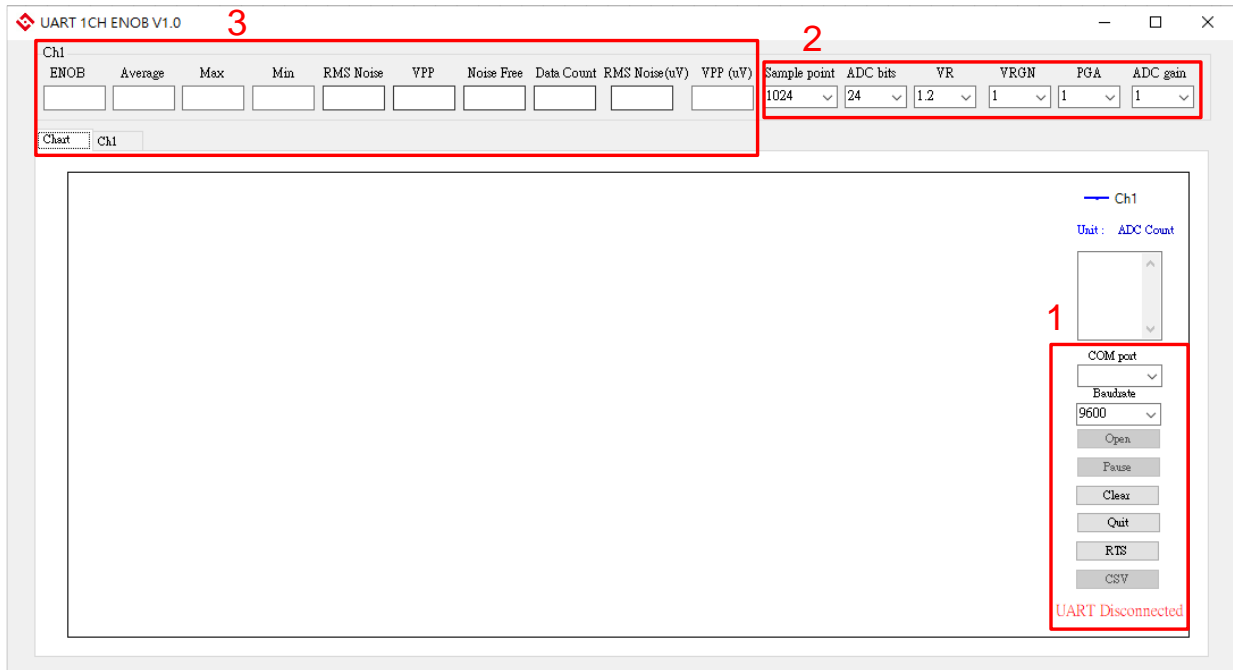 UART 1CH ENOB V1.0
3
2
Ch1
ENOB Average Max Min RMS Noise VPP Noise Free Data Count RMS Noise(uV) VPP (uV) Sample point ADC bits VR VRGN PGA ADC gain
1024 24 1.2 1 1 1
Chart Ch1
Ch1
Unit : ADC Count
1
COM port
Baudrate
9600
Open
Pause
Clear
Quit
RTS
CSV
UART Disconnected